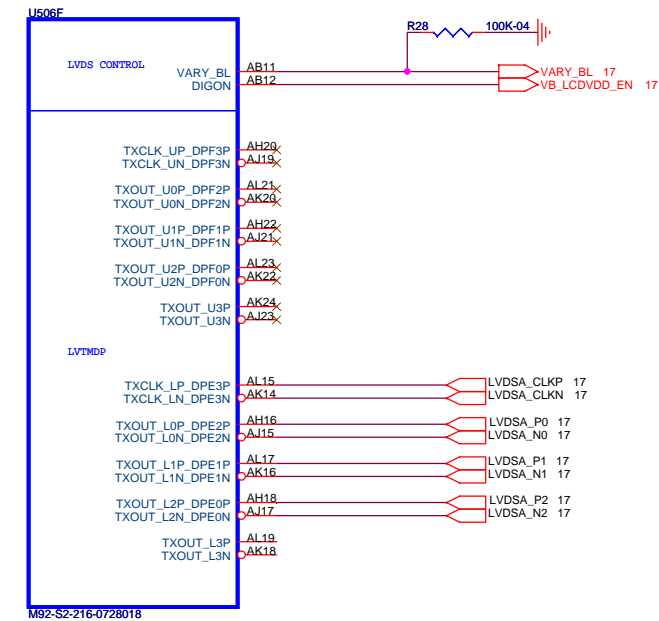 U506F
R28 100K-04
LVDS CONTROL
VARY_BL AB11 VARY_BL 17
DIGON AB12 VB_LCDVDD_EN 17
TXCLK_UP_DPF3P AH20
TXCLK_UN_DPF3N AJ19
TXOUT_U0P_DPF2P AL21
TXOUT_U0N_DPF2N AK20
TXOUT_U1P_DPF1P AH22
TXOUT_U1N_DPF1N AJ21
TXOUT_U2P_DPF0P AL23
TXOUT_U2N_DPF0N AK22
TXOUT_U3P AK24
TXOUT_U3N AJ23
LVTMDP
TXCLK_LP_DPE3P AL15 LVDSA_CLKP 17
TXCLK_LN_DPE3N AK14 LVDSA_CLKN 17
TXOUT_L0P_DPE2P AH16 LVDSA_P0 17
TXOUT_L0N_DPE2N AJ15 LVDSA_N0 17
TXOUT_L1P_DPE1P AL17 LVDSA_P1 17
TXOUT_L1N_DPE1N AK16 LVDSA_N1 17
TXOUT_L2P_DPE0P AH18 LVDSA_P2 17
TXOUT_L2N_DPE0N AJ17 LVDSA_N2 17
TXOUT_L3P AL19
TXOUT_L3N AK18
M92-S2-216-0728018